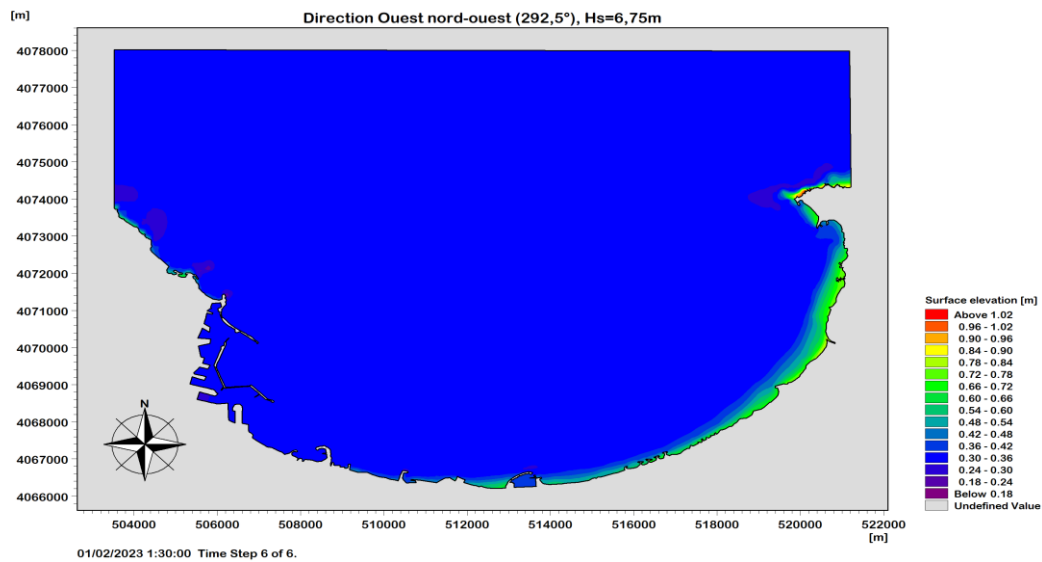 Direction Ouest nord-ouest (292,5°), Hs=6,75m
[m]
4078000
4077000
4076000
4075000
4074000
4073000
4072000
4071000
4070000
4069000
4068000
4067000
4066000
N
504000 506000 508000 510000 512000 514000 516000 518000 520000 522000
[m]
Surface elevation [m]
Above 1.02
0.96 - 1.02
0.90 - 0.96
0.84 - 0.90
0.78 - 0.84
0.72 - 0.78
0.66 - 0.72
0.60 - 0.66
0.54 - 0.60
0.48 - 0.54
0.42 - 0.48
0.36 - 0.42
0.30 - 0.36
0.24 - 0.30
0.18 - 0.24
Below 0.18
Undefined Value
01/02/2023 1:30:00 Time Step 6 of 6.